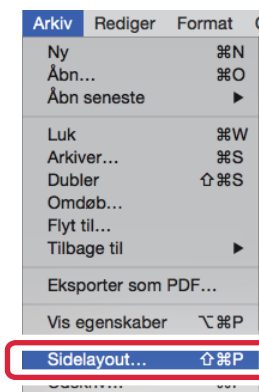 Arkiv Rediger Format
Ny ⌘N
Åbn... ⌘O
Åbn seneste ▶
Luk ⌘W
Arkiver... ⌘S
Dubler ⇧⌘S
Omdøb...
Flyt til...
Tilbage til ▶
Eksporter som PDF...
Vis egenskaber ⌥⌘P
Sidelayout... ⇧⌘P